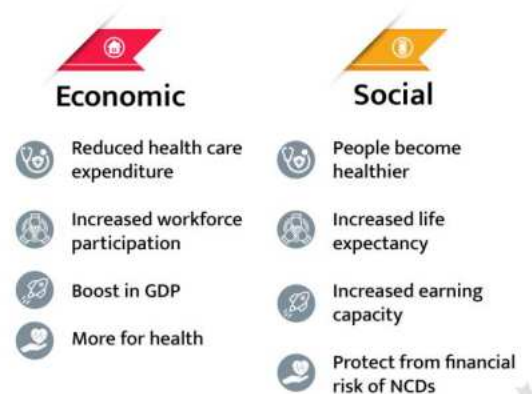 Economic
Reduced health care
expenditure
Increased workforce
participation
Boost in GDP
More for health
Social
People become
healthier
Increased life
expectancy
Increased earning
capacity
Protect from financial
risk of NCDs